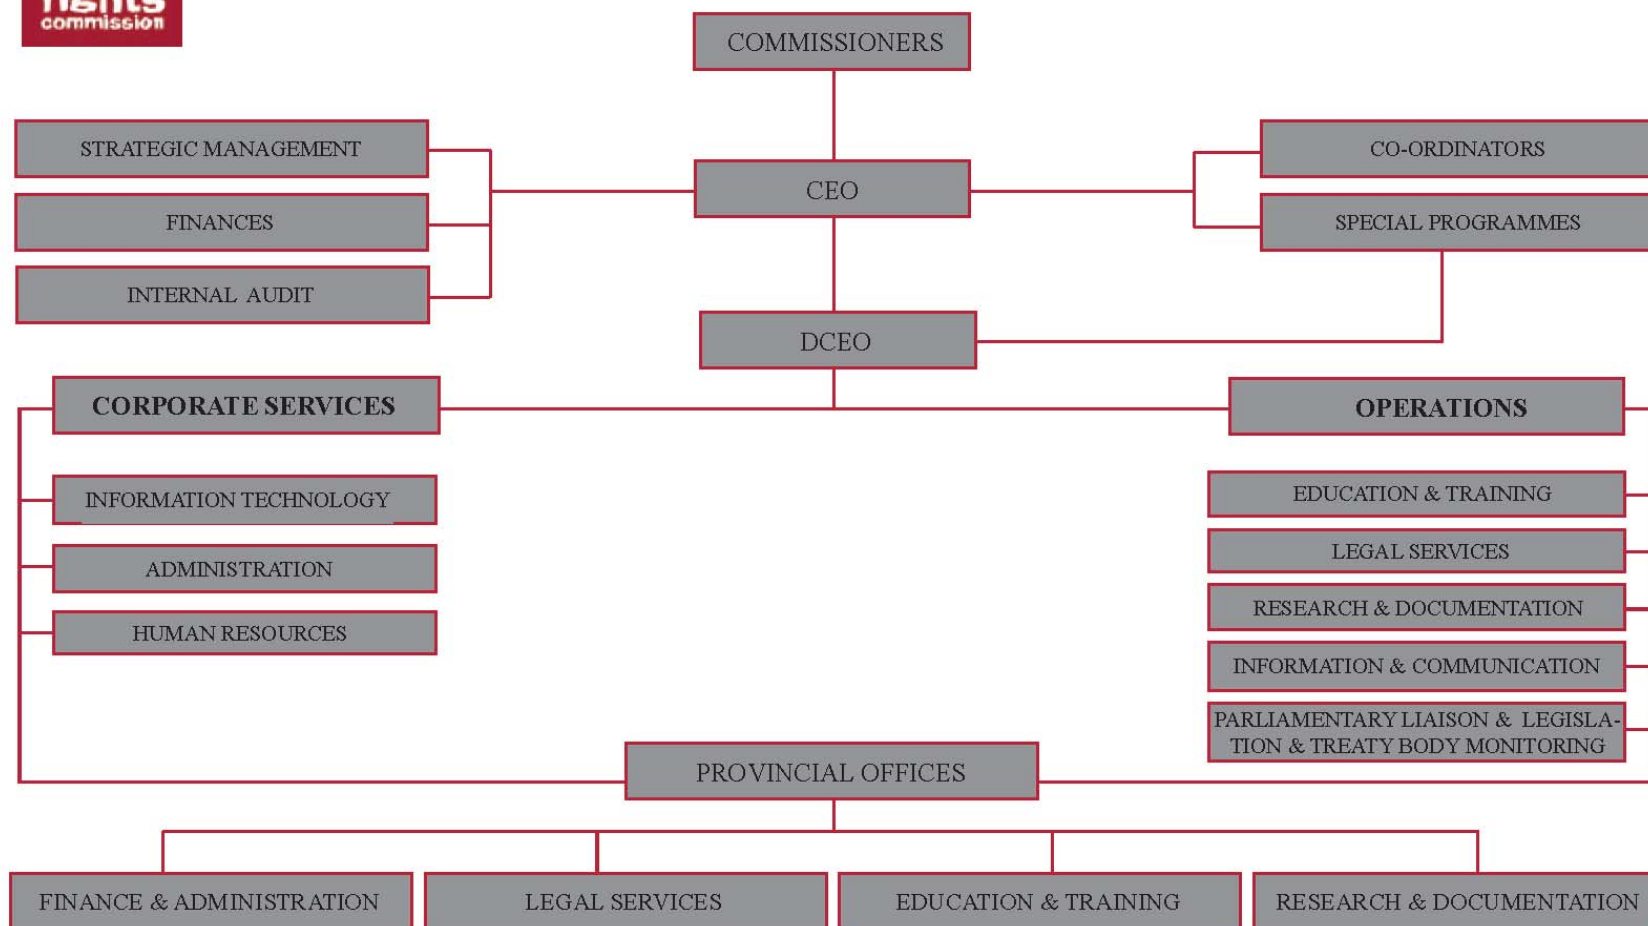 rights
commission
COMMISSIONERS
STRATEGIC MANAGEMENT
CO-ORDINATORS
CEO
FINANCES
SPECIAL PROGRAMMES
INTERNAL AUDIT
DCEO
CORPORATE SERVICES
OPERATIONS
INFORMATION TECHNOLOGY
ADMINISTRATION
HUMAN RESOURCES
EDUCATION & TRAINING
LEGAL SERVICES
RESEARCH & DOCUMENTATION
INFORMATION & COMMUNICATION
PARLIAMENTARY LIAISON & LEGISLA-
TION & TREATY BODY MONITORING
PROVINCIAL OFFICES
FINANCE & ADMINISTRATION
LEGAL SERVICES
EDUCATION & TRAINING
RESEARCH & DOCUMENTATION